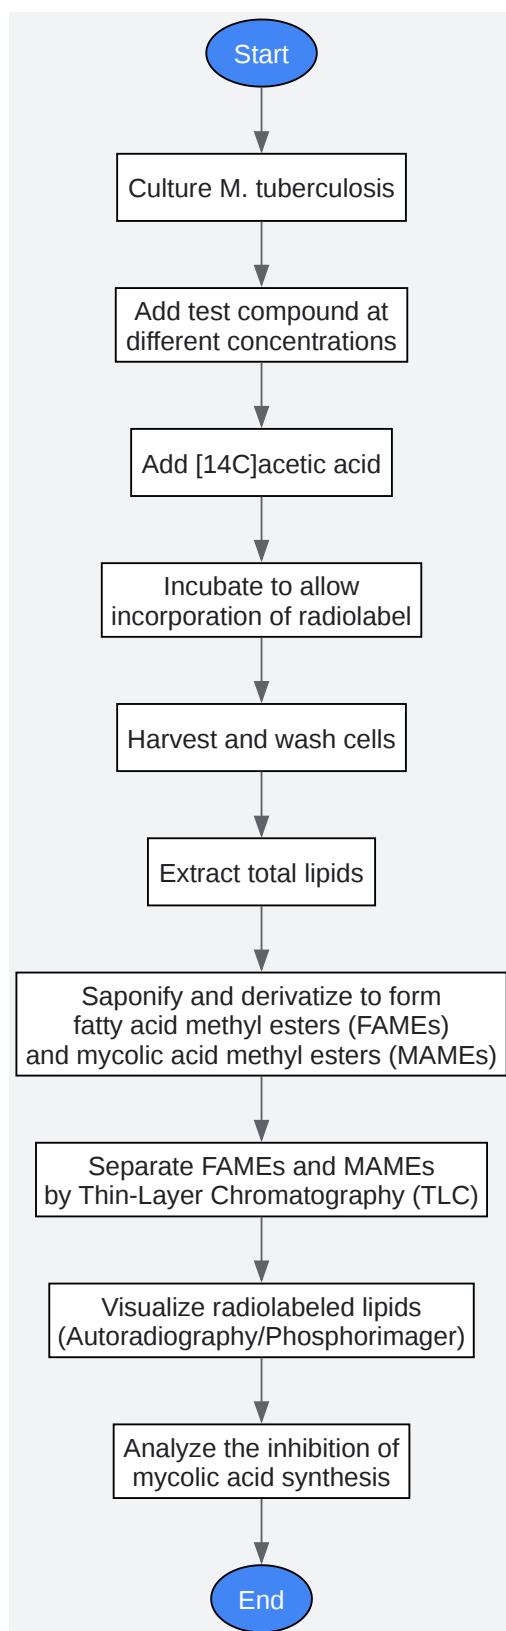 Start
Culture M. tuberculosis
Add test compound at
different concentrations
Add [14C]acetic acid
Incubate to allow
incorporation of radiolabel
Harvest and wash cells
Extract total lipids
Saponify and derivatize to form
fatty acid methyl esters (FAMEs)
and mycolic acid methyl esters (MAMEs)
Separate FAMEs and MAMEs
by Thin-Layer Chromatography (TLC)
Visualize radiolabeled lipids
(Autoradiography/Phosphorimager)
Analyze the inhibition of
mycolic acid synthesis
End